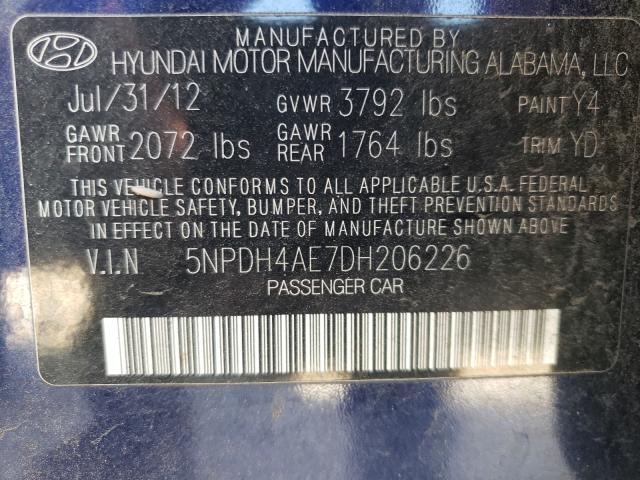 MANUFACTURED BY
HYUNDAI MOTOR MANUFACTURING ALABAMA, LLC
Jul/31/12 GVWR 3792 lbs PAINT Y4
GAWR FRONT 2072 lbs GAWR REAR 1764 lbs TRIM YD
THIS VEHICLE CONFORMS TO ALL APPLICABLE U.S.A. FEDERAL
MOTOR VEHICLE SAFETY, BUMPER, AND THEFT PREVENTION STANDARDS
IN EFFECT ON THE DATE OF MANUFACTURE SHOWN ABOVE
V.I.N 5NPDH4AE7DH206226
PASSENGER CAR